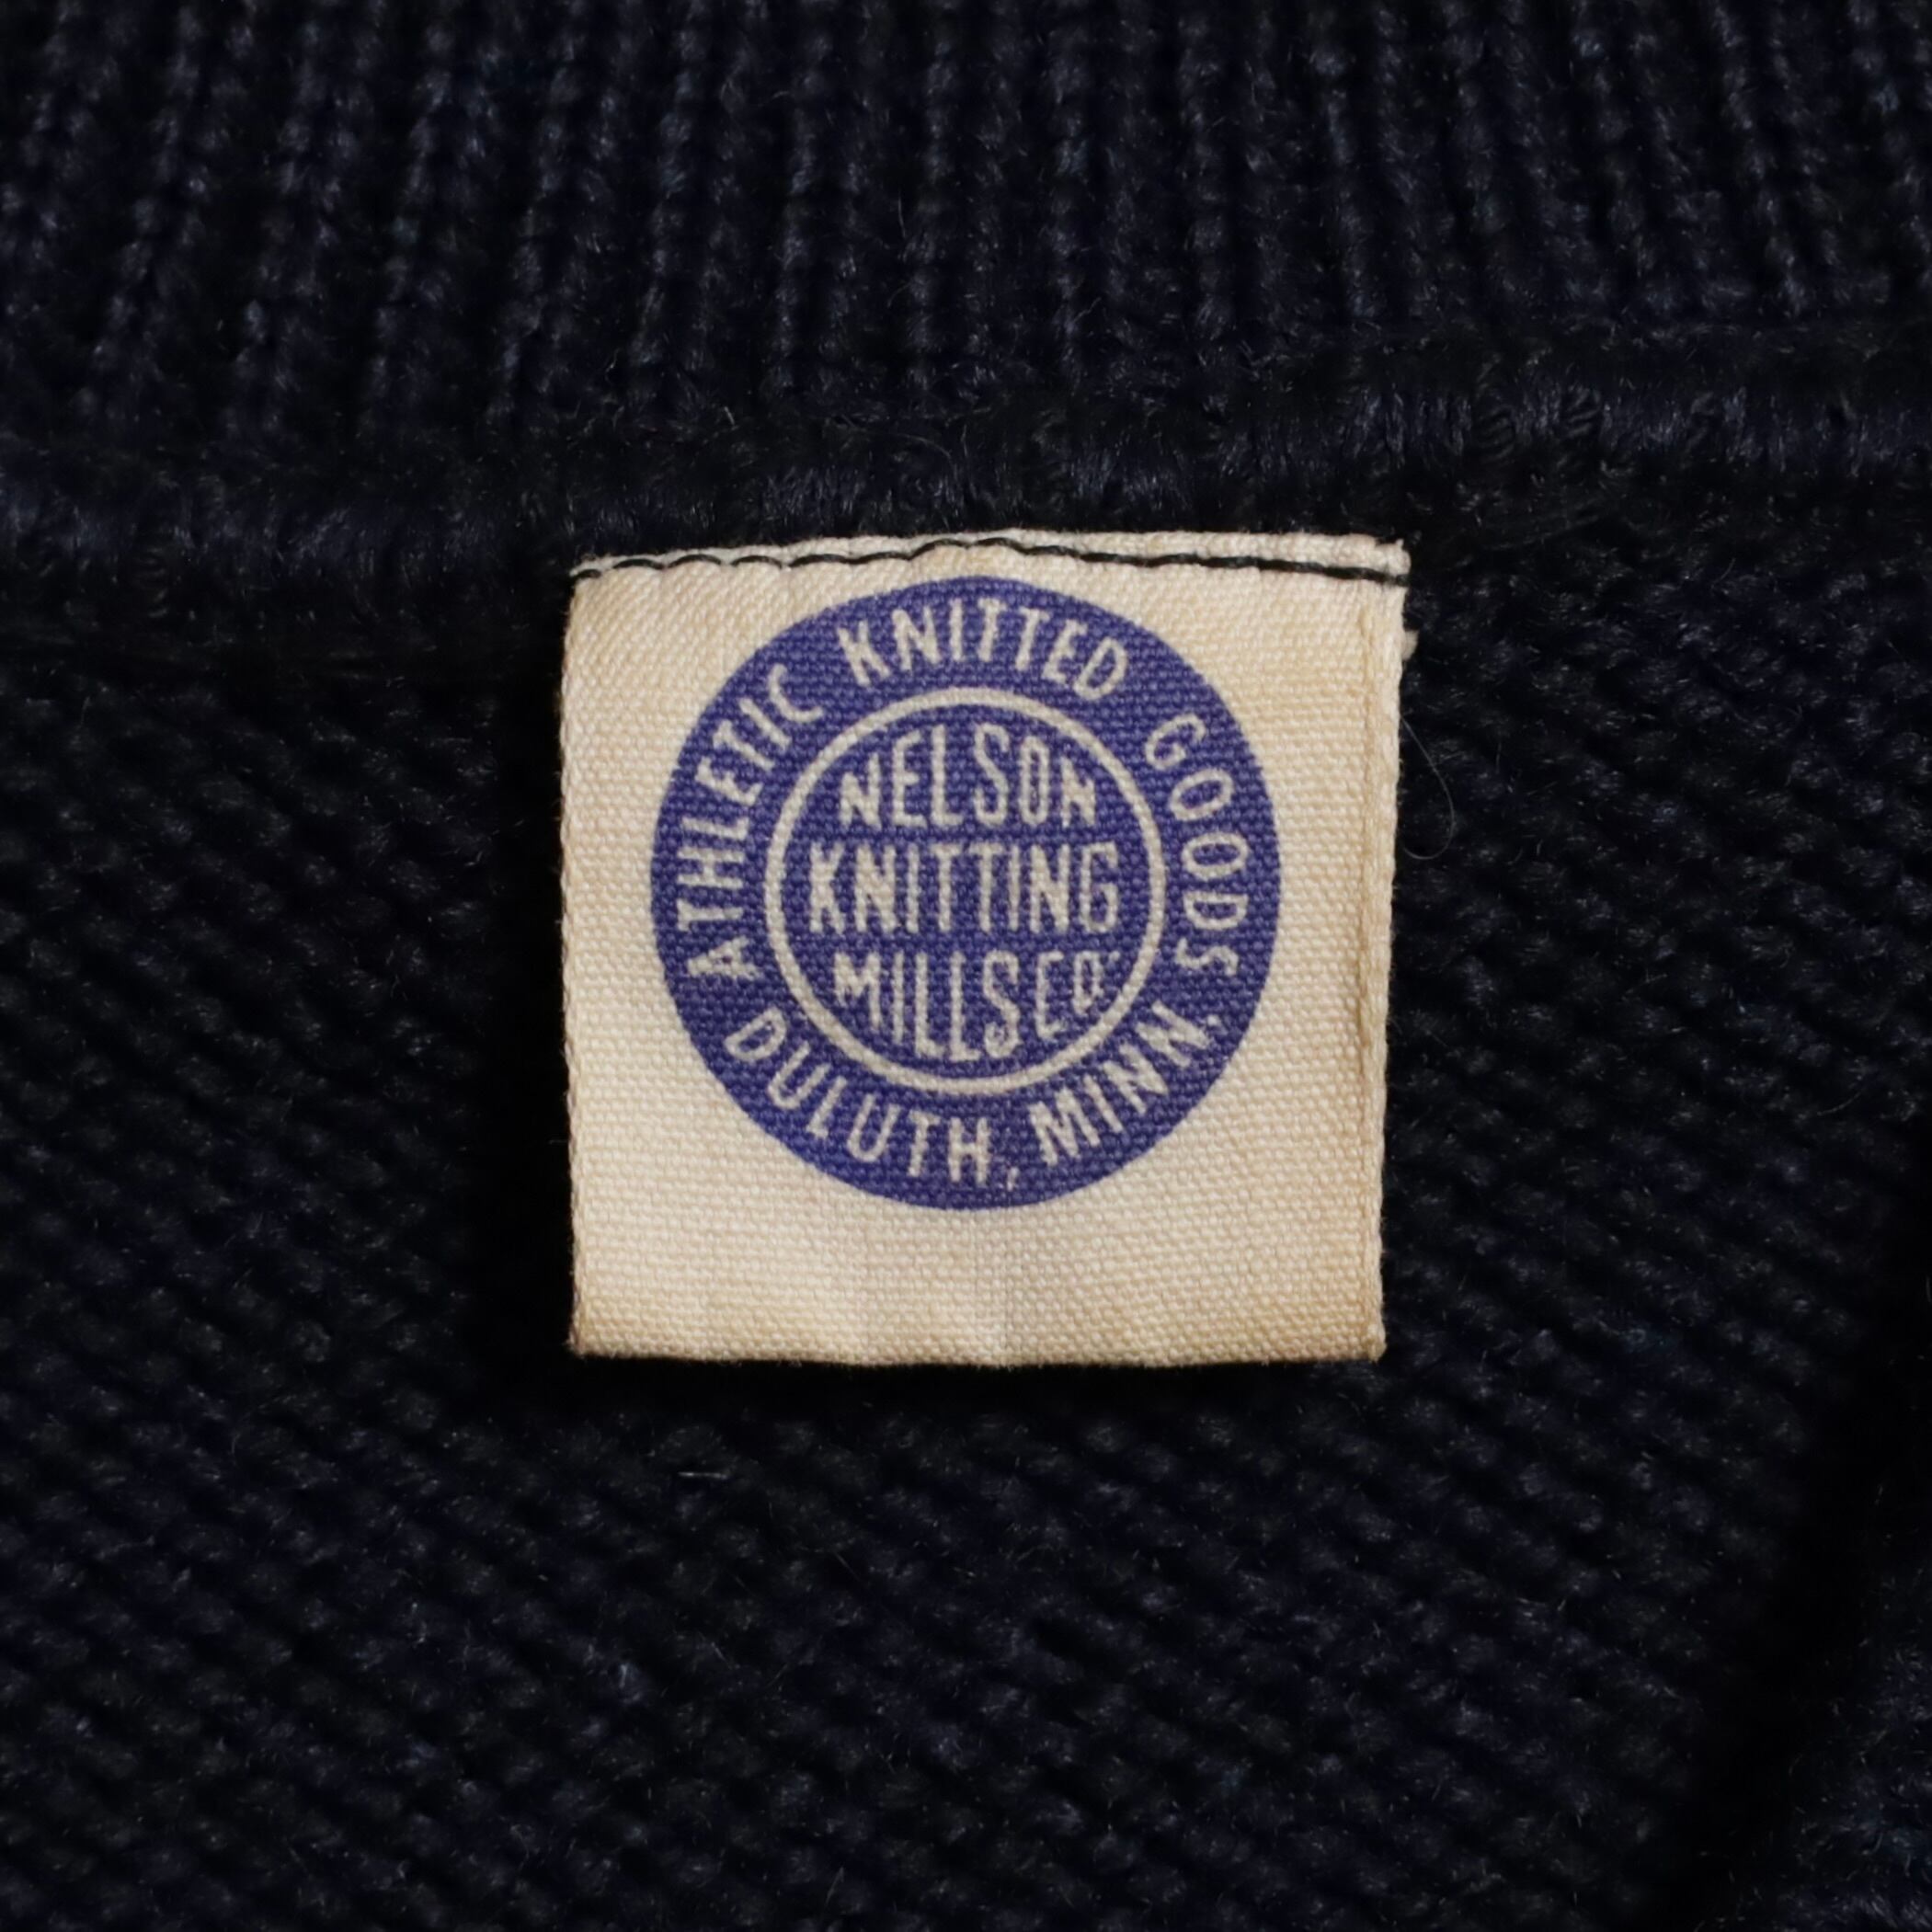 ATHLETIC KNITTED GOODS
NELSON
KNITTING
MILLS CO.
DULUTH, MINN.